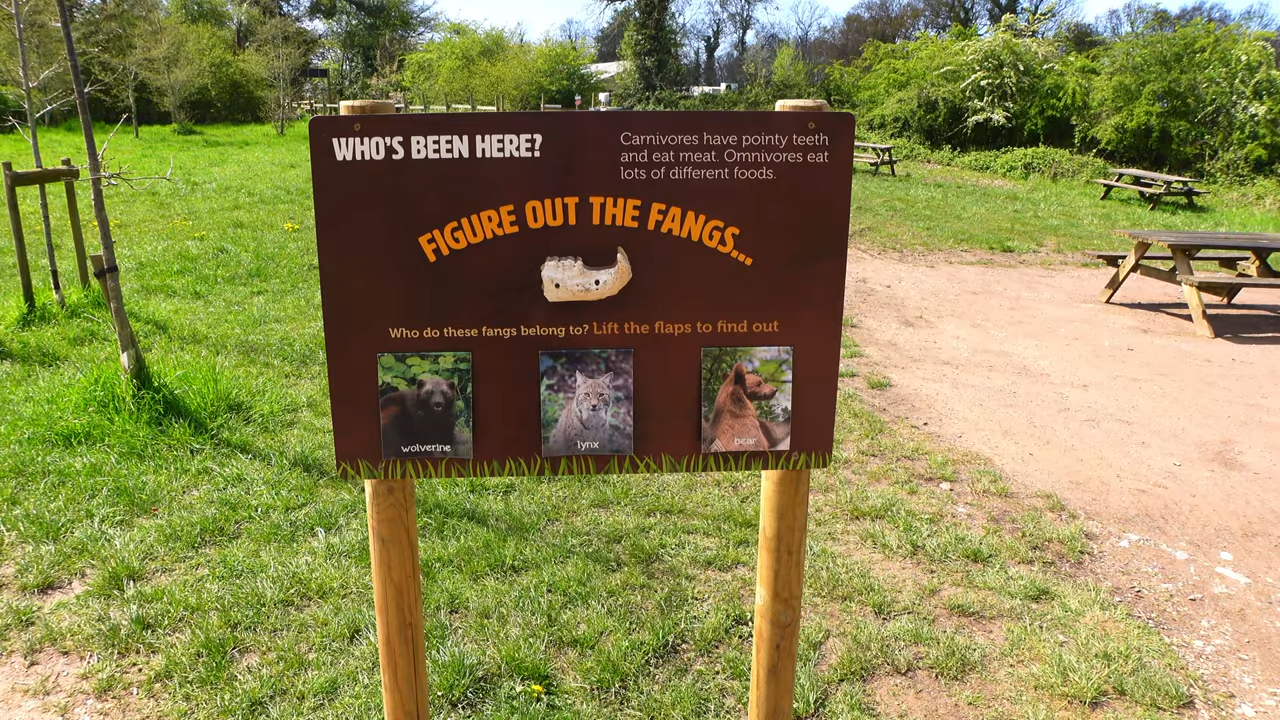 WHO'S BEEN HERE?
Carnivores have pointy teeth
and eat meat. Omnivores eat
lots of different foods.
FIGURE OUT THE FANGS...
Who do these fangs belong to? Lift the flaps to find out
wolverine
lynx
bear